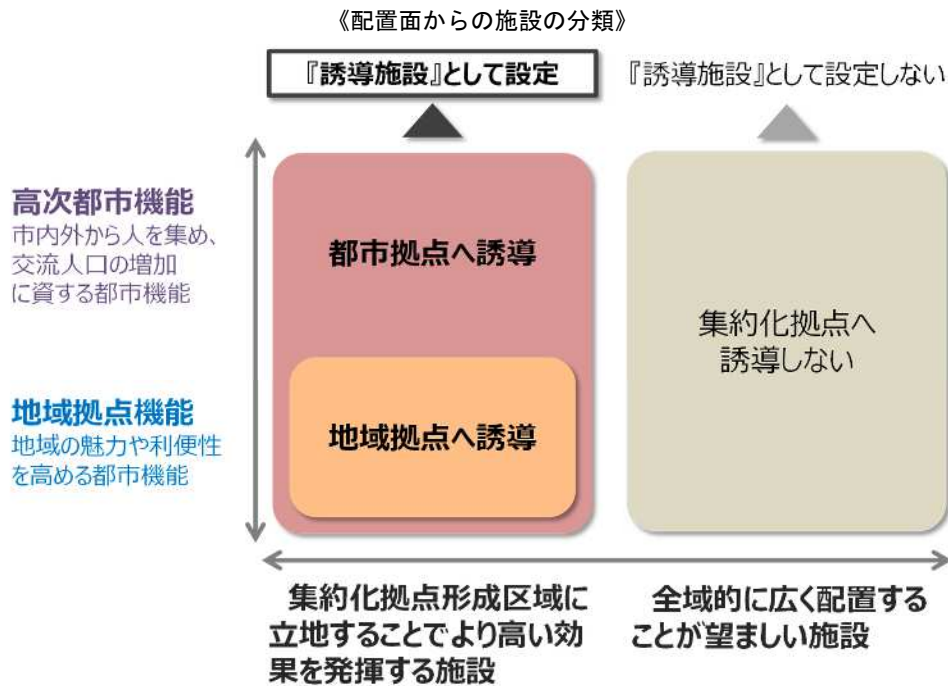 《配置面からの施設の分類》
『誘導施設』として設定
『誘導施設』として設定しない
高次都市機能
市内外から人を集め、
交流人口の増加
に資する都市機能
都市拠点へ誘導
集約化拠点へ
誘導しない
地域拠点機能
地域の魅力や利便性
を高める都市機能
地域拠点へ誘導
集約化拠点形成区域に
立地することでより高い効
果を発揮する施設
全域的に広く配置する
ことが望ましい施設